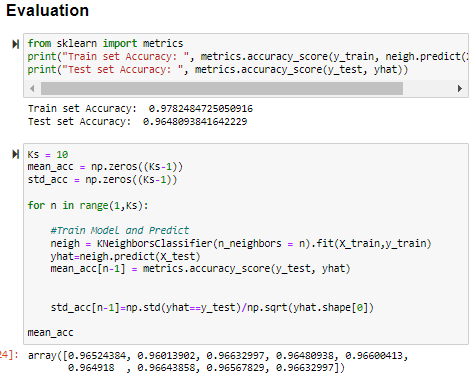 Evaluation
from sklearn import metrics
print("Train set Accuracy: ", metrics.accuracy_score(y_train, neigh.predict(
print("Test set Accuracy: ", metrics.accuracy_score(y_test, yhat))
Train set Accuracy:  0.9782484725050916
Test set Accuracy:  0.9648093841642229
Ks = 10
mean_acc = np.zeros((Ks-1))
std_acc = np.zeros((Ks-1))
for n in range(1,Ks):
#Train Model and Predict
neigh = KNeighborsClassifier(n_neighbors = n).fit(X_train,y_train)
yhat=neigh.predict(X_test)
mean_acc[n-1] = metrics.accuracy_score(y_test, yhat)
std_acc[n-1]=np.std(yhat==y_test)/np.sqrt(yhat.shape[0])
mean_acc
24]: array([0.96524384, 0.96013902, 0.96632997, 0.96480938, 0.96600413,
0.964918  , 0.96643858, 0.96567829, 0.96632997])